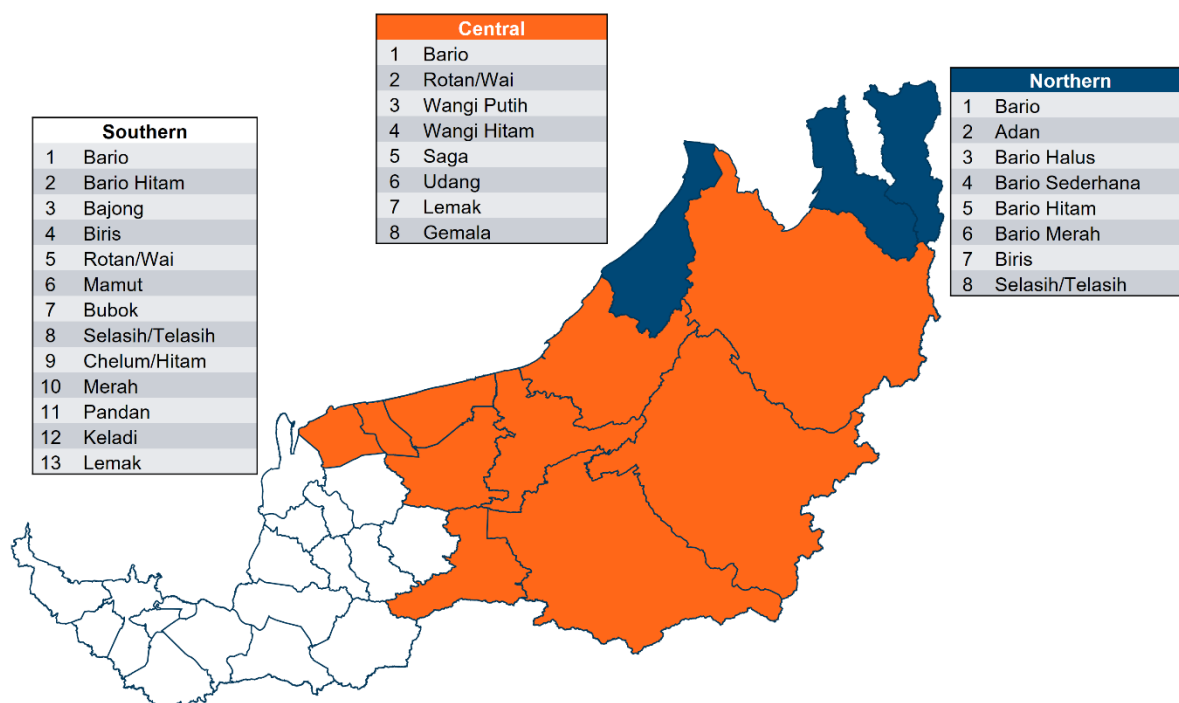 Southern
1 Bario
2 Bario Hitam
3 Bajong
4 Biris
5 Rotan/Wai
6 Mamut
7 Bubok
8 Selasih/Telasih
9 Chelum/Hitam
10 Merah
11 Pandan
12 Keladi
13 Lemak
Central
1 Bario
2 Rotan/Wai
3 Wangi Putih
4 Wangi Hitam
5 Saga
6 Udang
7 Lemak
8 Gemala
Northern
1 Bario
2 Adan
3 Bario Halus
4 Bario Sederhana
5 Bario Hitam
6 Bario Merah
7 Biris
8 Selasih/Telasih